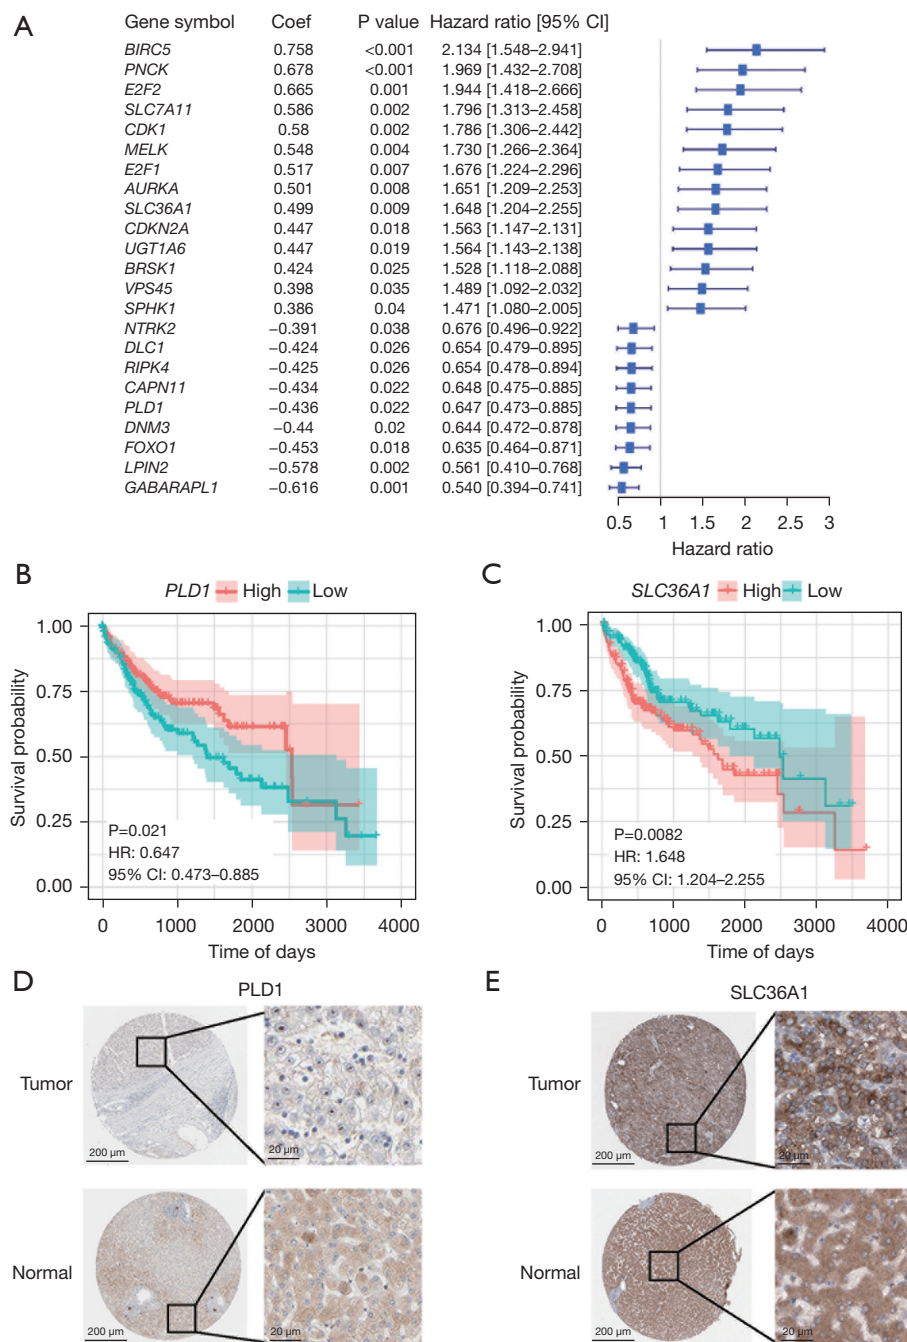 A
Gene symbol Coef P value Hazard ratio [95% CI]
BIRC5 0.758 <0.001 2.134 [1.548–2.941]
PNCK 0.678 <0.001 1.969 [1.432–2.708]
E2F2 0.665 0.001 1.944 [1.418–2.666]
SLC7A11 0.586 0.002 1.796 [1.313–2.458]
CDK1 0.58 0.002 1.786 [1.306–2.442]
MELK 0.548 0.004 1.730 [1.266–2.364]
E2F1 0.517 0.007 1.676 [1.224–2.296]
AURKA 0.501 0.008 1.651 [1.209–2.253]
SLC36A1 0.499 0.009 1.648 [1.204–2.255]
CDKN2A 0.447 0.018 1.563 [1.147–2.131]
UGT1A6 0.447 0.019 1.564 [1.143–2.138]
BRSK1 0.424 0.025 1.528 [1.118–2.088]
VPS45 0.398 0.035 1.489 [1.092–2.032]
SPHK1 0.386 0.04 1.471 [1.080–2.005]
NTRK2 −0.391 0.038 0.676 [0.496–0.922]
DLC1 −0.424 0.026 0.654 [0.479–0.895]
RIPK4 −0.425 0.026 0.654 [0.478–0.894]
CAPN11 −0.434 0.022 0.648 [0.475–0.885]
PLD1 −0.436 0.022 0.647 [0.473–0.885]
DNM3 −0.44 0.02 0.644 [0.472–0.878]
FOXO1 −0.453 0.018 0.635 [0.464–0.871]
LPIN2 −0.578 0.002 0.561 [0.410–0.768]
GABARAPL1 −0.616 0.001 0.540 [0.394–0.741]
0.5 1 1.5 2 2.5 3
Hazard ratio
B
PLD1 High Low
1.00
0.75
0.50
0.25
0.00
Survival probability
P=0.021
HR: 0.647
95% CI: 0.473–0.885
0 1000 2000 3000 4000
Time of days
C
SLC36A1 High Low
1.00
0.75
0.50
0.25
0.00
Survival probability
P=0.0082
HR: 1.648
95% CI: 1.204–2.255
0 1000 2000 3000 4000
Time of days
D
PLD1
Tumor
200 μm
20 μm
Normal
200 μm
20 μm
E
SLC36A1
Tumor
200 μm
20 μm
Normal
200 μm
20 μm